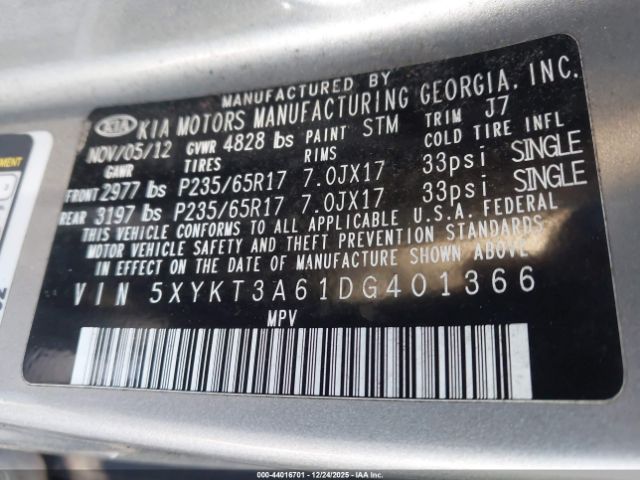 MANUFACTURED BY
KIA KIA MOTORS MANUFACTURING GEORGIA, INC.
NOV/05/12 GVWR 4828 lbs PAINT STM TRIM J7
GAWR TIRES RIMS COLD TIRE INFL
FRONT 2977 lbs P235/65R17 7.0JX17 33psi SINGLE
REAR 3197 lbs P235/65R17 7.0JX17 33psi SINGLE
THIS VEHICLE CONFORMS TO ALL APPLICABLE U.S.A. FEDERAL
MOTOR VEHICLE SAFETY AND THEFT PREVENTION STANDARDS
IN EFFECT ON THE DATE OF MANUFACTURE SHOWN ABOVE.
VIN 5XYKT3A61DG401366
MPV
000-44016701 - 12/24/2025 - IAA Inc.